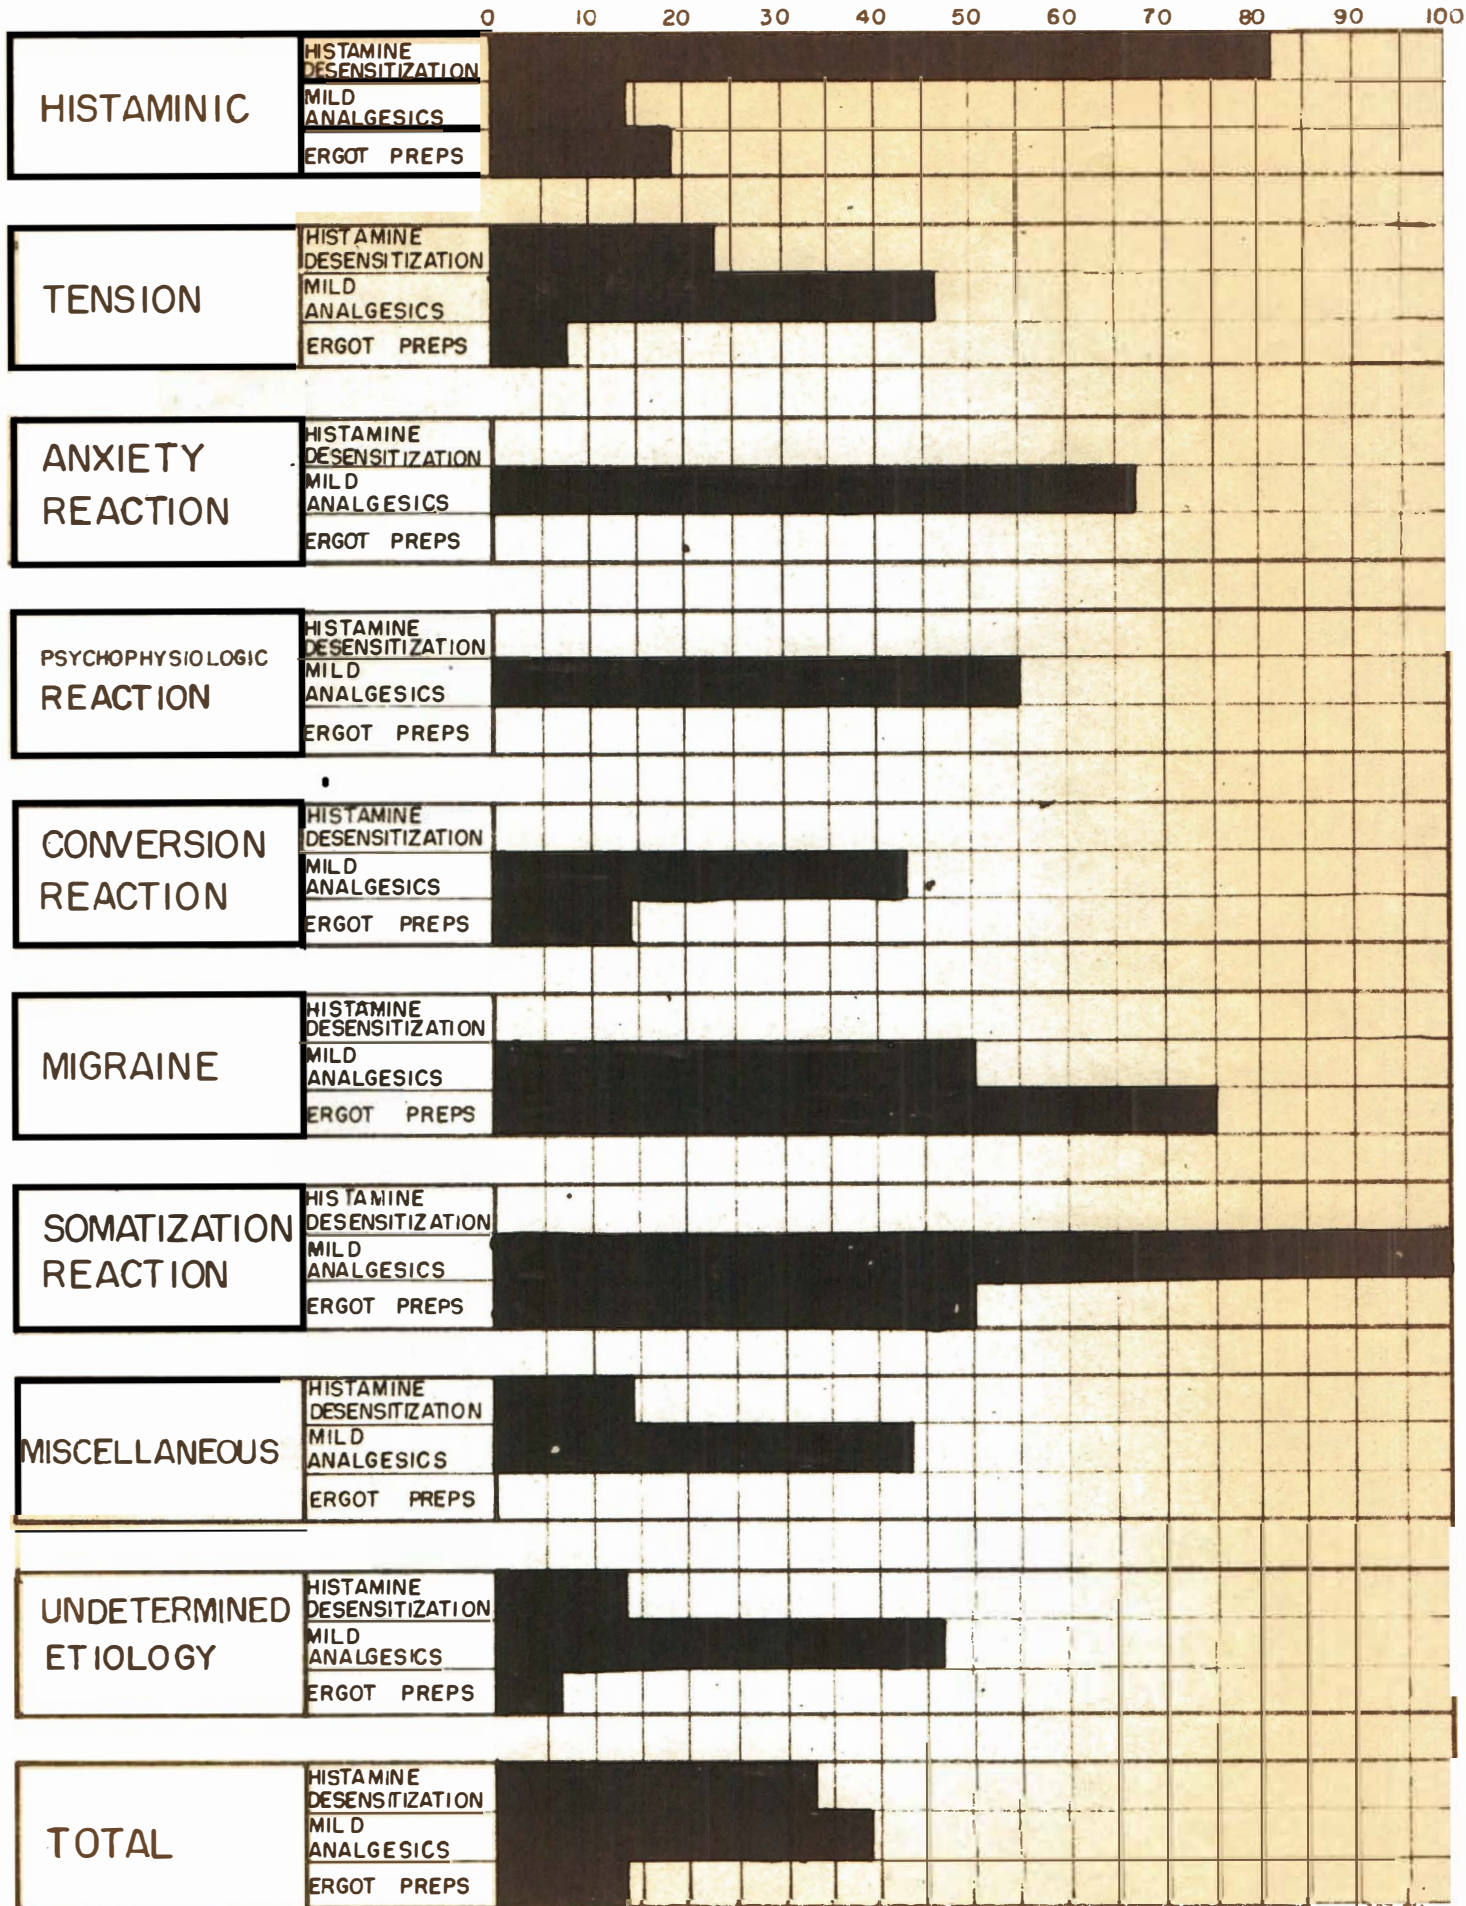 0 10 20 30 40 50 60 70 80 90 100
HISTAMINIC
HISTAMINE
DESENSITIZATION
MILD
ANALGESICS
ERGOT PREPS
TENSION
HISTAMINE
DESENSITIZATION
MILD
ANALGESICS
ERGOT PREPS
ANXIETY
REACTION
HISTAMINE
DESENSITIZATION
MILD
ANALGESICS
ERGOT PREPS
PSYCHOPHYSIOLOGIC
REACTION
HISTAMINE
DESENSITIZATION
MILD
ANALGESICS
ERGOT PREPS
CONVERSION
REACTION
HISTAMINE
DESENSITIZATION
MILD
ANALGESICS
ERGOT PREPS
MIGRAINE
HISTAMINE
DESENSITIZATION
MILD
ANALGESICS
ERGOT PREPS
SOMATIZATION
REACTION
HISTAMINE
DESENSITIZATION
MILD
ANALGESICS
ERGOT PREPS
MISCELLANEOUS
HISTAMINE
DESENSITIZATION
MILD
ANALGESICS
ERGOT PREPS
UNDETERMINED
ETIOLOGY
HISTAMINE
DESENSITIZATION
MILD
ANALGESICS
ERGOT PREPS
TOTAL
HISTAMINE
DESENSITIZATION
MILD
ANALGESICS
ERGOT PREPS